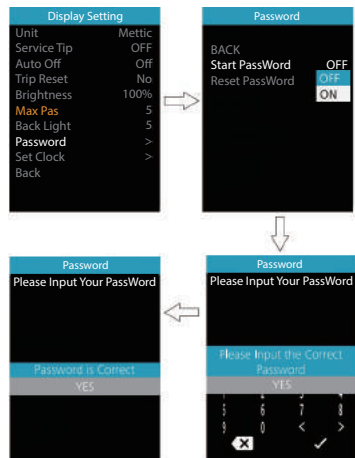 Display Setting
Unit Mettic
Service Tip OFF
Auto Off Off
Trip Reset No
Brightness 100%
Max Pas 5
Back Light 5
Password >
Set Clock >
Back
Password
BACK
Start PassWord OFF
Reset PassWord OFF
ON
Password
Please Input Your PassWord
Password is Correct
YES
Password
Please Input Your PassWord
Please Input the Correct
Password
YES
5 6 7 8
9 0 < >